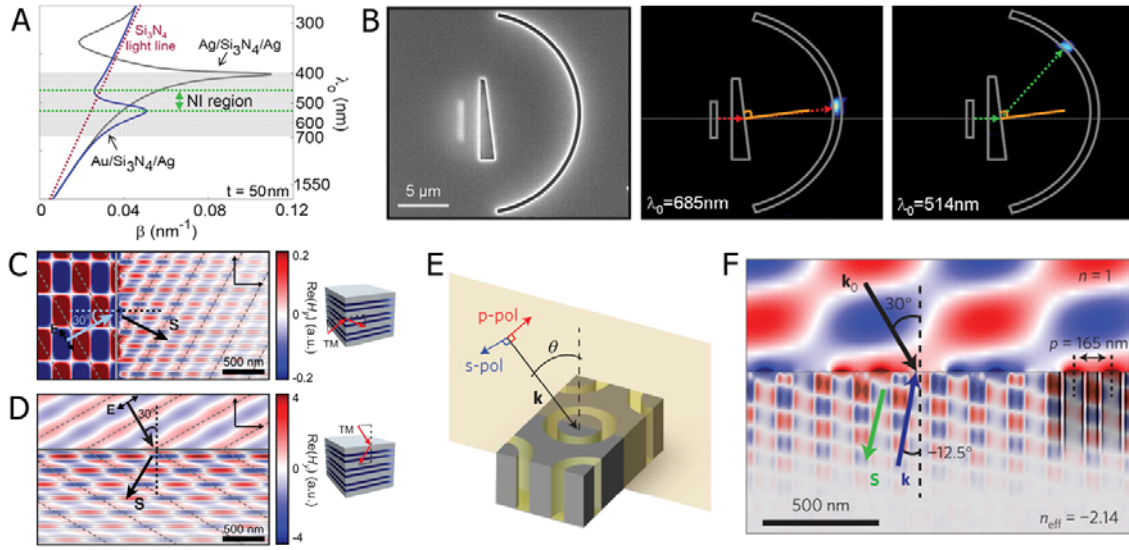 A
Si₃N₄
light line
Ag/Si₃N₄/Ag
NI region
Au/Si₃N₄/Ag
t = 50nm
300
400
500
600
700
1550
λ₀ (nm)
0
0.04
0.08
0.12
β (nm⁻¹)
B
5 μm
λ₀=685nm
λ₀=514nm
C
E
30°
S
500 nm
0.2
0
-0.2
Re(Hy) (a.u.)
TM
D
E
30°
S
500 nm
4
0
-4
Re(Hy) (a.u.)
TM
E
p-pol
s-pol
θ
k
F
k₀
30°
n = 1
p = 165 nm
S
k
−12.5°
500 nm
n_eff = −2.14